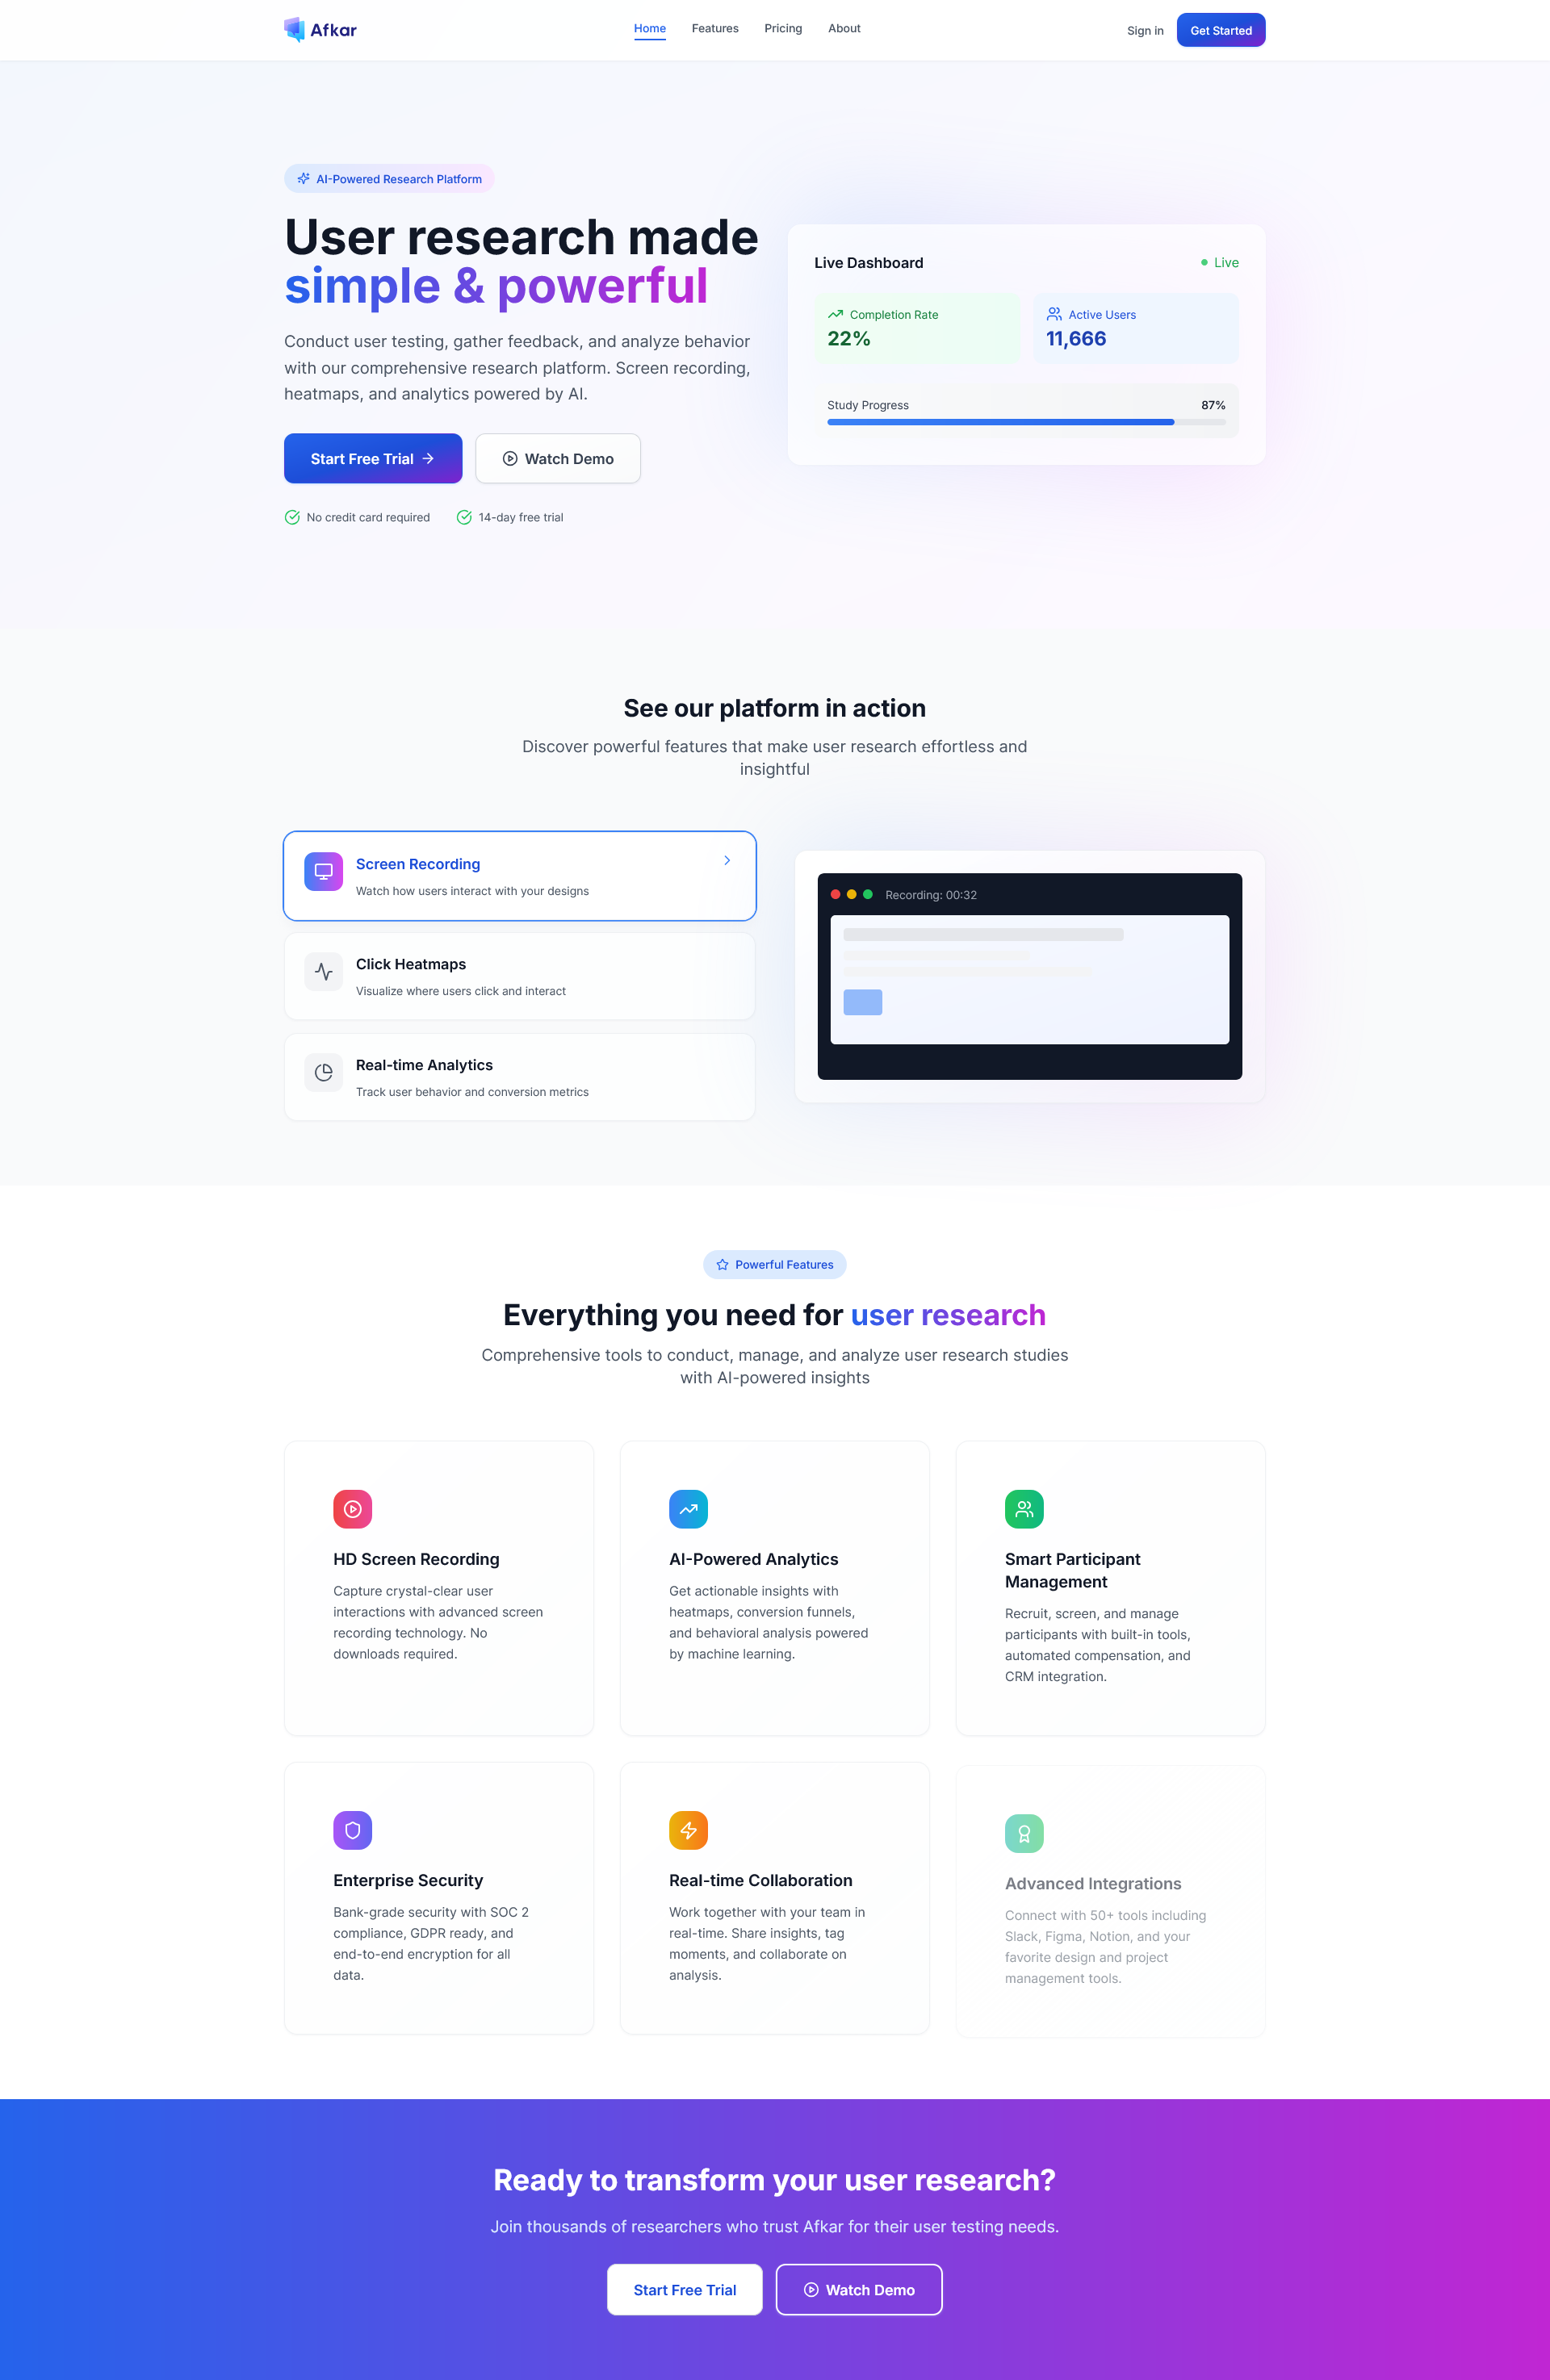 Afkar
Home
Features
Pricing
About
Sign in
Get Started
AI-Powered Research Platform
User research made
simple & powerful
Conduct user testing, gather feedback, and analyze behavior
with our comprehensive research platform. Screen recording,
heatmaps, and analytics powered by AI.
Start Free Trial
Watch Demo
No credit card required
14-day free trial
Live Dashboard
Live
Completion Rate
22%
Active Users
11,666
Study Progress
87%
See our platform in action
Discover powerful features that make user research effortless and
insightful
Screen Recording
Watch how users interact with your designs
Click Heatmaps
Visualize where users click and interact
Real-time Analytics
Track user behavior and conversion metrics
Recording: 00:32
Powerful Features
Everything you need for user research
Comprehensive tools to conduct, manage, and analyze user research studies
with AI-powered insights
HD Screen Recording
Capture crystal-clear user
interactions with advanced screen
recording technology. No
downloads required.
AI-Powered Analytics
Get actionable insights with
heatmaps, conversion funnels,
and behavioral analysis powered
by machine learning.
Smart Participant
Management
Recruit, screen, and manage
participants with built-in tools,
automated compensation, and
CRM integration.
Enterprise Security
Bank-grade security with SOC 2
compliance, GDPR ready, and
end-to-end encryption for all
data.
Real-time Collaboration
Work together with your team in
real-time. Share insights, tag
moments, and collaborate on
analysis.
Advanced Integrations
Connect with 50+ tools including
Slack, Figma, Notion, and your
favorite design and project
management tools.
Ready to transform your user research?
Join thousands of researchers who trust Afkar for their user testing needs.
Start Free Trial
Watch Demo